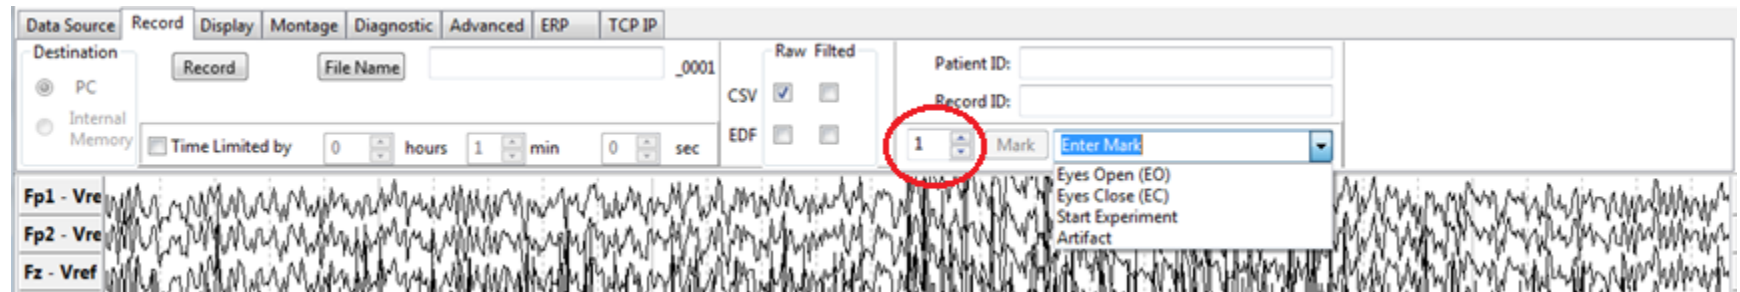 Data Source Record Display Montage Diagnostic Advanced ERP TCP IP
Destination
PC
Internal
Memory
Record File Name _0001
Time Limited by 0 hours 1 min 0 sec
Raw Filted
CSV
EDF
Patient ID:
Record ID:
1 Mark Enter Mark
Eyes Open (EO)
Eyes Close (EC)
Start Experiment
Artifact
Fp1 - Vre
Fp2 - Vre
Fz - Vref